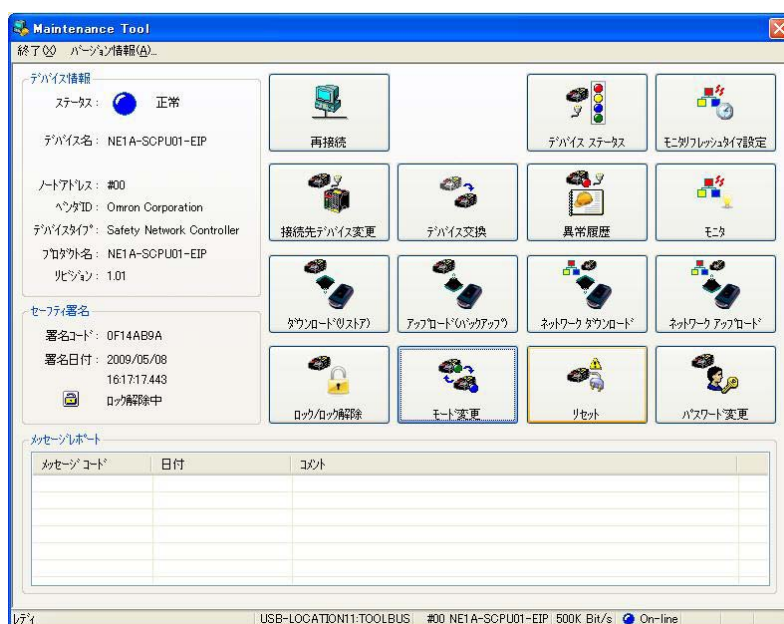 Maintenance Tool
終了(X) バージョン情報(A)...
デバイス情報
ステータス： 正常
デバイス名： NE1A-SCPU01-EIP
ノードアドレス： #00
ベンダID： Omron Corporation
デバイスタイプ： Safety Network Controller
プロダクト名： NE1A-SCPU01-EIP
リビジョン： 1.01
セーフティ署名
署名コード： 0F14AB9A
署名日付： 2009/05/08
16:17:17.443
ロック解除中
再接続
デバイス ステータス
モニタリフレッシュタイマ設定
接続先デバイス変更
デバイス交換
異常履歴
モニタ
ダウンロード(リストア)
アップロード(バックアップ)
ネットワーク ダウンロード
ネットワーク アップロード
ロック/ロック解除
モード変更
リセット
パスワード変更
メッセージレポート
メッセージ コード 日付 コメント
レディ USB-LOCATION11:TOOLBUS #00 NE1A-SCPU01-EIP 500K Bit/s On-line